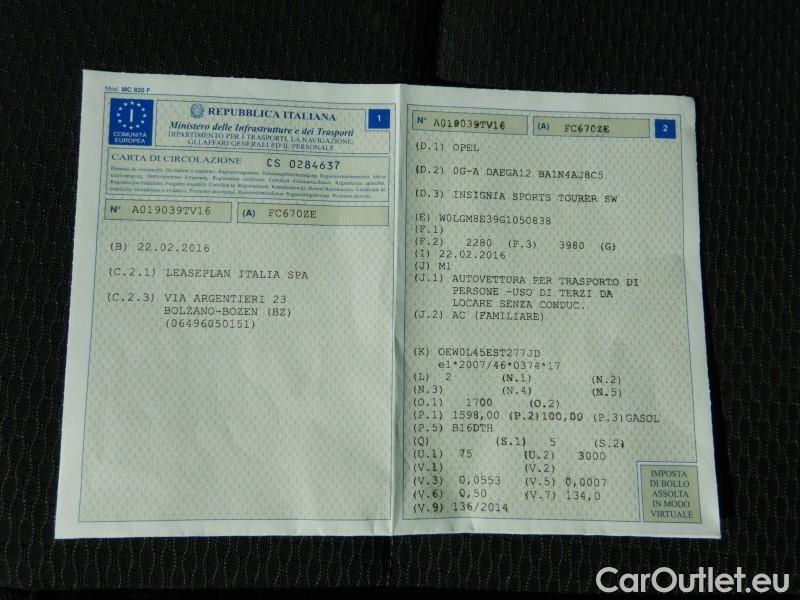 Mod. MC 820 F
I
COMUNITÀ
EUROPEA
REPUBBLICA ITALIANA
1
Ministero delle Infrastrutture e dei Trasporti
DIPARTIMENTO PER I TRASPORTI, LA NAVIGAZIONE,
GLI AFFARI GENERALI ED IL PERSONALE
CARTA DI CIRCOLAZIONE CS 0284637
N° A019039TV16 (A) FC670ZE
(B) 22.02.2016
(C.2.1) LEASEPLAN ITALIA SPA
(C.2.3) VIA ARGENTIERI 23
BOLZANO-BOZEN (BZ)
(06496050151)
N° A019039TV16 (A) FC670ZE 2
(D.1) OPEL
(D.2) 0G-A DAEGA12 BA1N4AJ8C5
(D.3) INSIGNIA SPORTS TOURER SW
(E) W0LGM8E39G1050838
(F.1)
(F.2) 2280 (F.3) 3980 (G)
(I) 22.02.2016
(J) M1
(J.1) AUTOVETTURA PER TRASPORTO DI
PERSONE -USO DI TERZI DA
LOCARE SENZA CONDUC.
(J.2) AC (FAMILIARE)
(K) OEW0L45EST277JD
e1*2007/46*0374*17
(L) 2 (N.1) (N.2)
(N.3) (N.4) (N.5)
(O.1) 1700 (O.2)
(P.1) 1598,00 (P.2)100,00 (P.3)GASOL
(P.5) B16DTH
(Q) (S.1) 5 (S.2)
(U.1) 75 (U.2) 3000
(V.1) (V.2)
(V.3) 0,0553 (V.5) 0,0007
(V.6) 0,50 (V.7) 134,0
(V.9) 136/2014
IMPOSTA
DI BOLLO
ASSOLTA
IN MODO
VIRTUALE
CarOutlet.eu